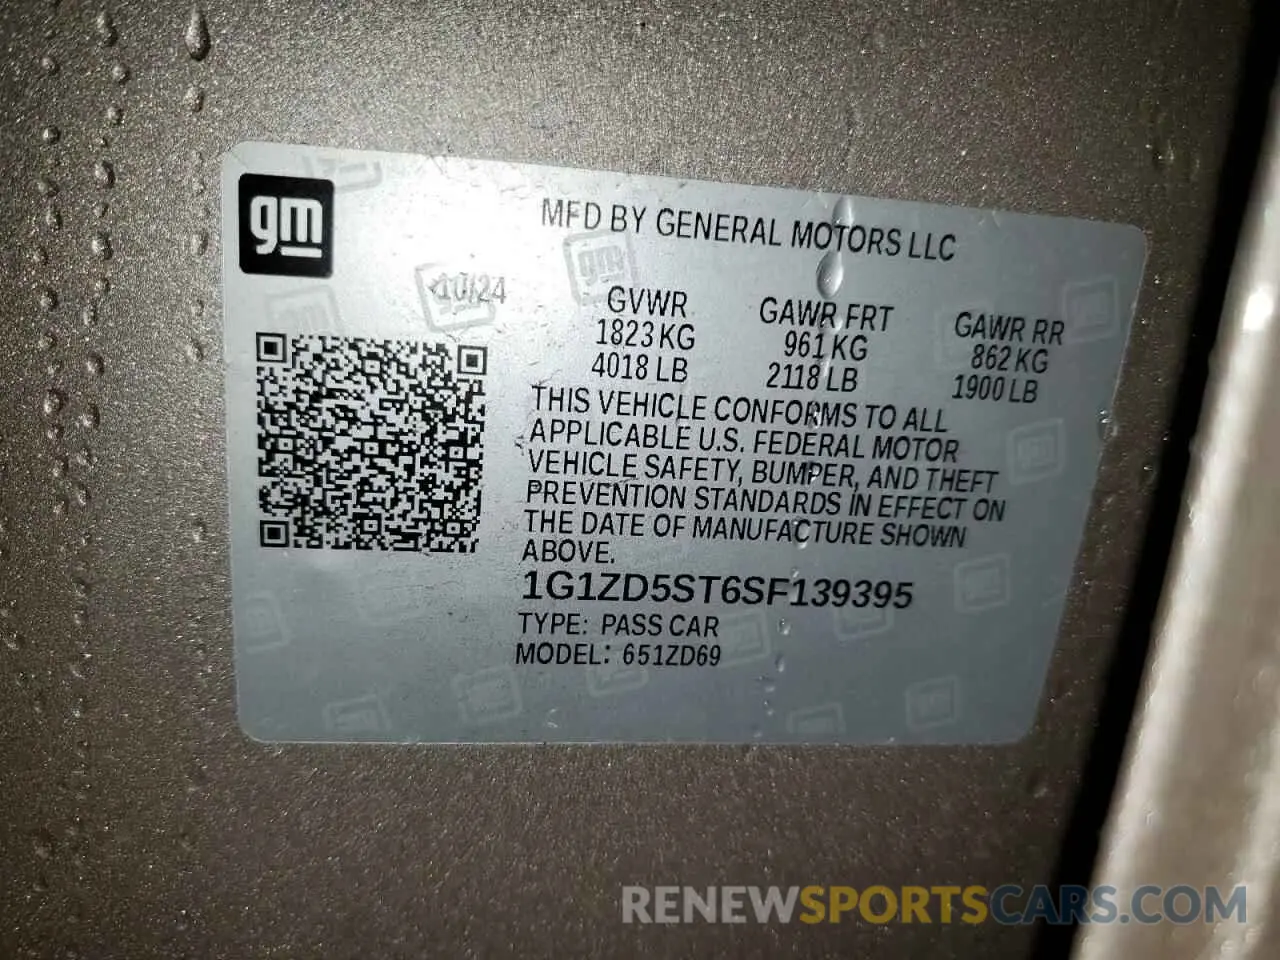 gm
MFD BY GENERAL MOTORS LLC
10/24
GVWR GAWR FRT GAWR RR
1823 KG 961 KG 862 KG
4018 LB 2118 LB 1900 LB
THIS VEHICLE CONFORMS TO ALL
APPLICABLE U.S. FEDERAL MOTOR
VEHICLE SAFETY, BUMPER, AND THEFT
PREVENTION STANDARDS IN EFFECT ON
THE DATE OF MANUFACTURE SHOWN
ABOVE.
1G1ZD5ST6SF139395
TYPE: PASS CAR
MODEL: 651ZD69
RENEWSPORTSCARS.COM